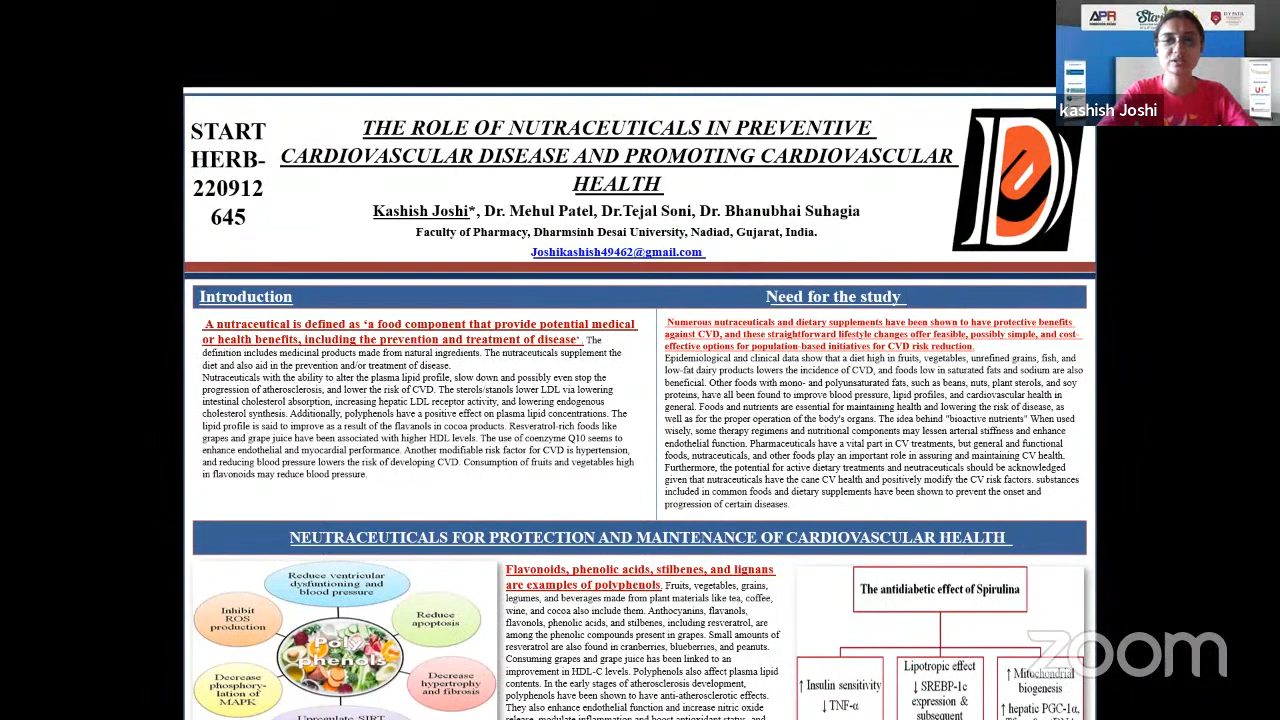 APR
kashish Joshi
START
HERB-
220912
645
THE ROLE OF NUTRACEUTICALS IN PREVENTIVE
CARDIOVASCULAR DISEASE AND PROMOTING CARDIOVASCULAR
HEALTH
Kashish Joshi*, Dr. Mehul Patel, Dr.Tejal Soni, Dr. Bhanubhai Suhagia
Faculty of Pharmacy, Dharmsinh Desai University, Nadiad, Gujarat, India.
Joshikashish49462@gmail.com
Introduction
A nutraceutical is defined as ‘a food component that provide potential medical
or health benefits, including the prevention and treatment of disease’ . The
definition includes medicinal products made from natural ingredients. The nutraceuticals supplement the
diet and also aid in the prevention and/or treatment of disease.
Nutraceuticals with the ability to alter the plasma lipid profile, slow down and possibly even stop the
progression of atherosclerosis, and lower the risk of CVD. The sterols/stanols lower LDL via lowering
intestinal cholesterol absorption, increasing hepatic LDL receptor activity, and lowering endogenous
cholesterol synthesis. Additionally, polyphenols have a positive effect on plasma lipid concentrations. The
lipid profile is said to improve as a result of the flavanols in cocoa products. Resveratrol-rich foods like
grapes and grape juice have been associated with higher HDL levels. The use of coenzyme Q10 seems to
enhance endothelial and myocardial performance. Another modifiable risk factor for CVD is hypertension,
and reducing blood pressure lowers the risk of developing CVD. Consumption of fruits and vegetables high
in flavonoids may reduce blood pressure.
Need for the study
Numerous nutraceuticals and dietary supplements have been shown to have protective benefits
against CVD, and these straightforward lifestyle changes offer feasible, possibly simple, and cost-
effective options for population-based initiatives for CVD risk reduction.
Epidemiological and clinical data show that a diet high in fruits, vegetables, unrefined grains, fish, and
low-fat dairy products lowers the incidence of CVD, and foods low in saturated fats and sodium are also
beneficial. Other foods with mono- and polyunsaturated fats, such as beans, nuts, plant sterols, and soy
proteins, have all been found to improve blood pressure, lipid profiles, and cardiovascular health in
general. Foods and nutrients are essential for maintaining health and lowering the risk of disease, as
well as for the proper operation of the body's organs. The idea behind "bioactive nutrients" When used
wisely, some therapy regimens and nutritional components may lessen arterial stiffness and enhance
endothelial function. Pharmaceuticals have a vital part in CV treatments, but general and functional
foods, nutraceuticals, and other foods play an important role in assuring and maintaining CV health.
Furthermore, the potential for active dietary treatments and neutraceuticals should be acknowledged
given that nutraceuticals have the cane CV health and positively modify the CV risk factors. substances
included in common foods and dietary supplements have been shown to prevent the onset and
progression of certain diseases.
NEUTRACEUTICALS FOR PROTECTION AND MAINTENANCE OF CARDIOVASCULAR HEALTH
Reduce ventricular
dysfuntioning and
blood pressure
Inhibit
ROS
production
Reduce
apoptosis
Poly
phenols
Decrease
phosphory-
lation of
MAPK
Decrease
hypertrophy
and fibrosis
Upregulate SIRT
Flavonoids, phenolic acids, stilbenes, and lignans
are examples of polyphenols. Fruits, vegetables, grains,
legumes, and beverages made from plant materials like tea, coffee,
wine, and cocoa also include them. Anthocyanins, flavanols,
flavonols, phenolic acids, and stilbenes, including resveratrol, are
among the phenolic compounds present in grapes. Small amounts of
resveratrol are also found in cranberries, blueberries, and peanuts.
Consuming grapes and grape juice has been linked to an
improvement in HDL-C levels. Polyphenols also affect plasma lipid
contents. In the early stages of atherosclerosis development,
polyphenols have been shown to have anti-atherosclerotic effects.
They also enhance endothelial function and increase nitric oxide
release, modulate inflammation and boost antioxidant status, and
The antidiabetic effect of Spirulina
↑ Insulin sensitivity
↓ TNF-α
Lipotropic effect
↓ SREBP-1c
expression &
subsequent
↑ Mitochondrial
biogenesis
↑ hepatic PGC-1α,
zoom